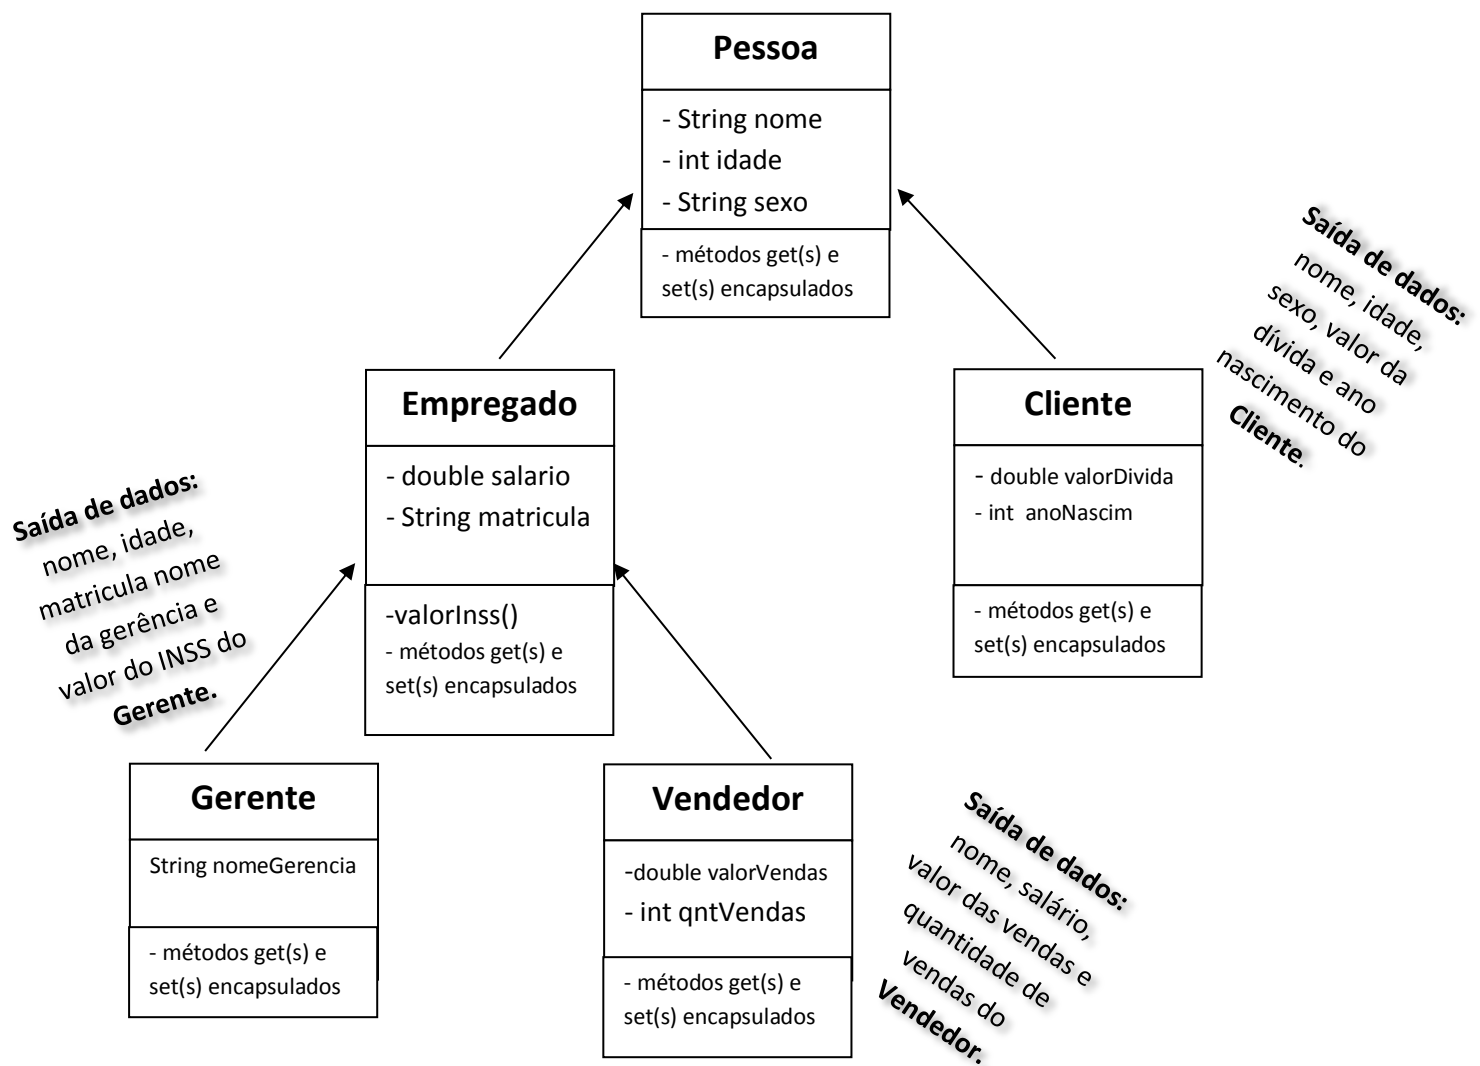 Pessoa
- String nome
- int idade
- String sexo
- métodos get(s) e
set(s) encapsulados
Saída de dados:
nome, idade,
sexo, valor da
dívida e ano
nascimento do
Cliente.
Empregado
- double salario
- String matricula
-valorInss()
- métodos get(s) e
set(s) encapsulados
Cliente
- double valorDivida
- int anoNascim
- métodos get(s) e
set(s) encapsulados
Saída de dados:
nome, idade,
matricula nome
da gerência e
valor do INSS do
Gerente.
Gerente
String nomeGerencia
- métodos get(s) e
set(s) encapsulados
Vendedor
-double valorVendas
- int qntVendas
- métodos get(s) e
set(s) encapsulados
Saída de dados:
nome, salário,
valor das vendas e
quantidade de
vendas do
Vendedor.